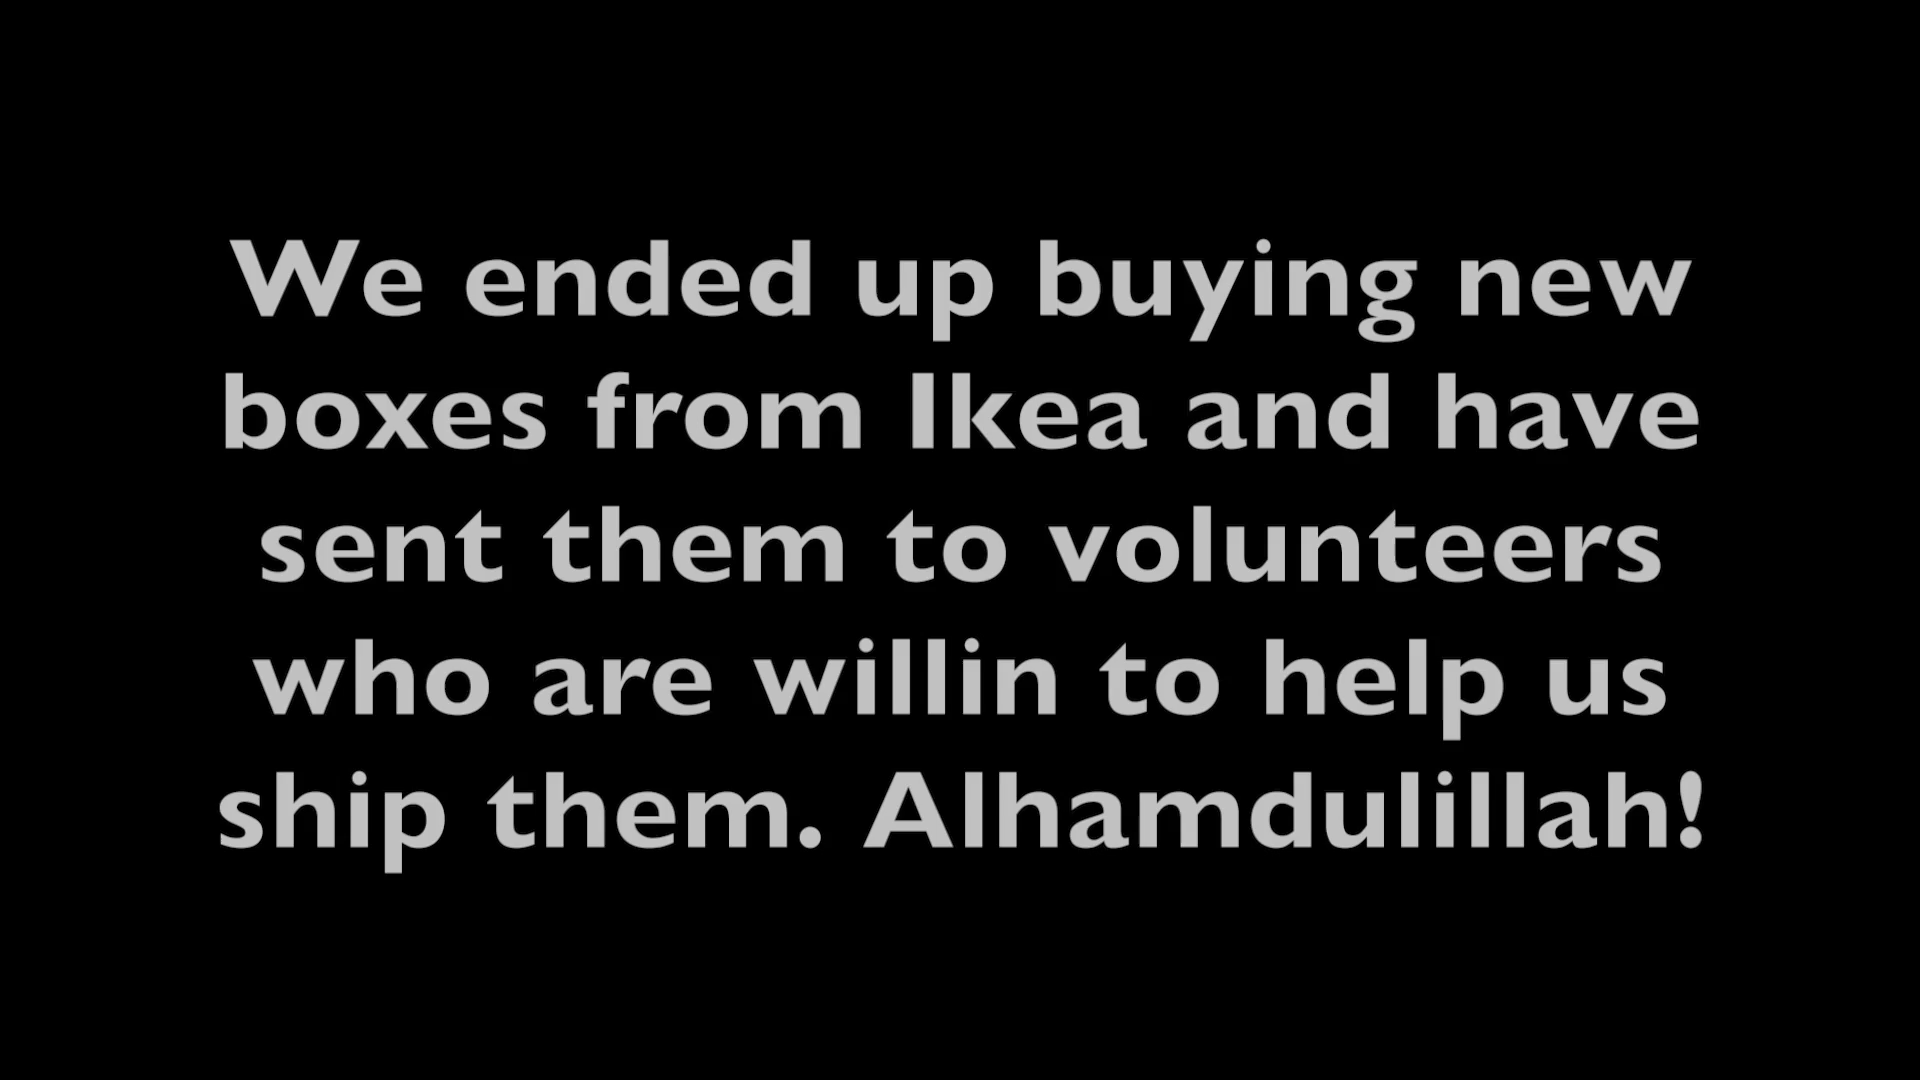 We ended up buying new
boxes from Ikea and have
sent them to volunteers
who are willin to help us
ship them. Alhamdulillah!